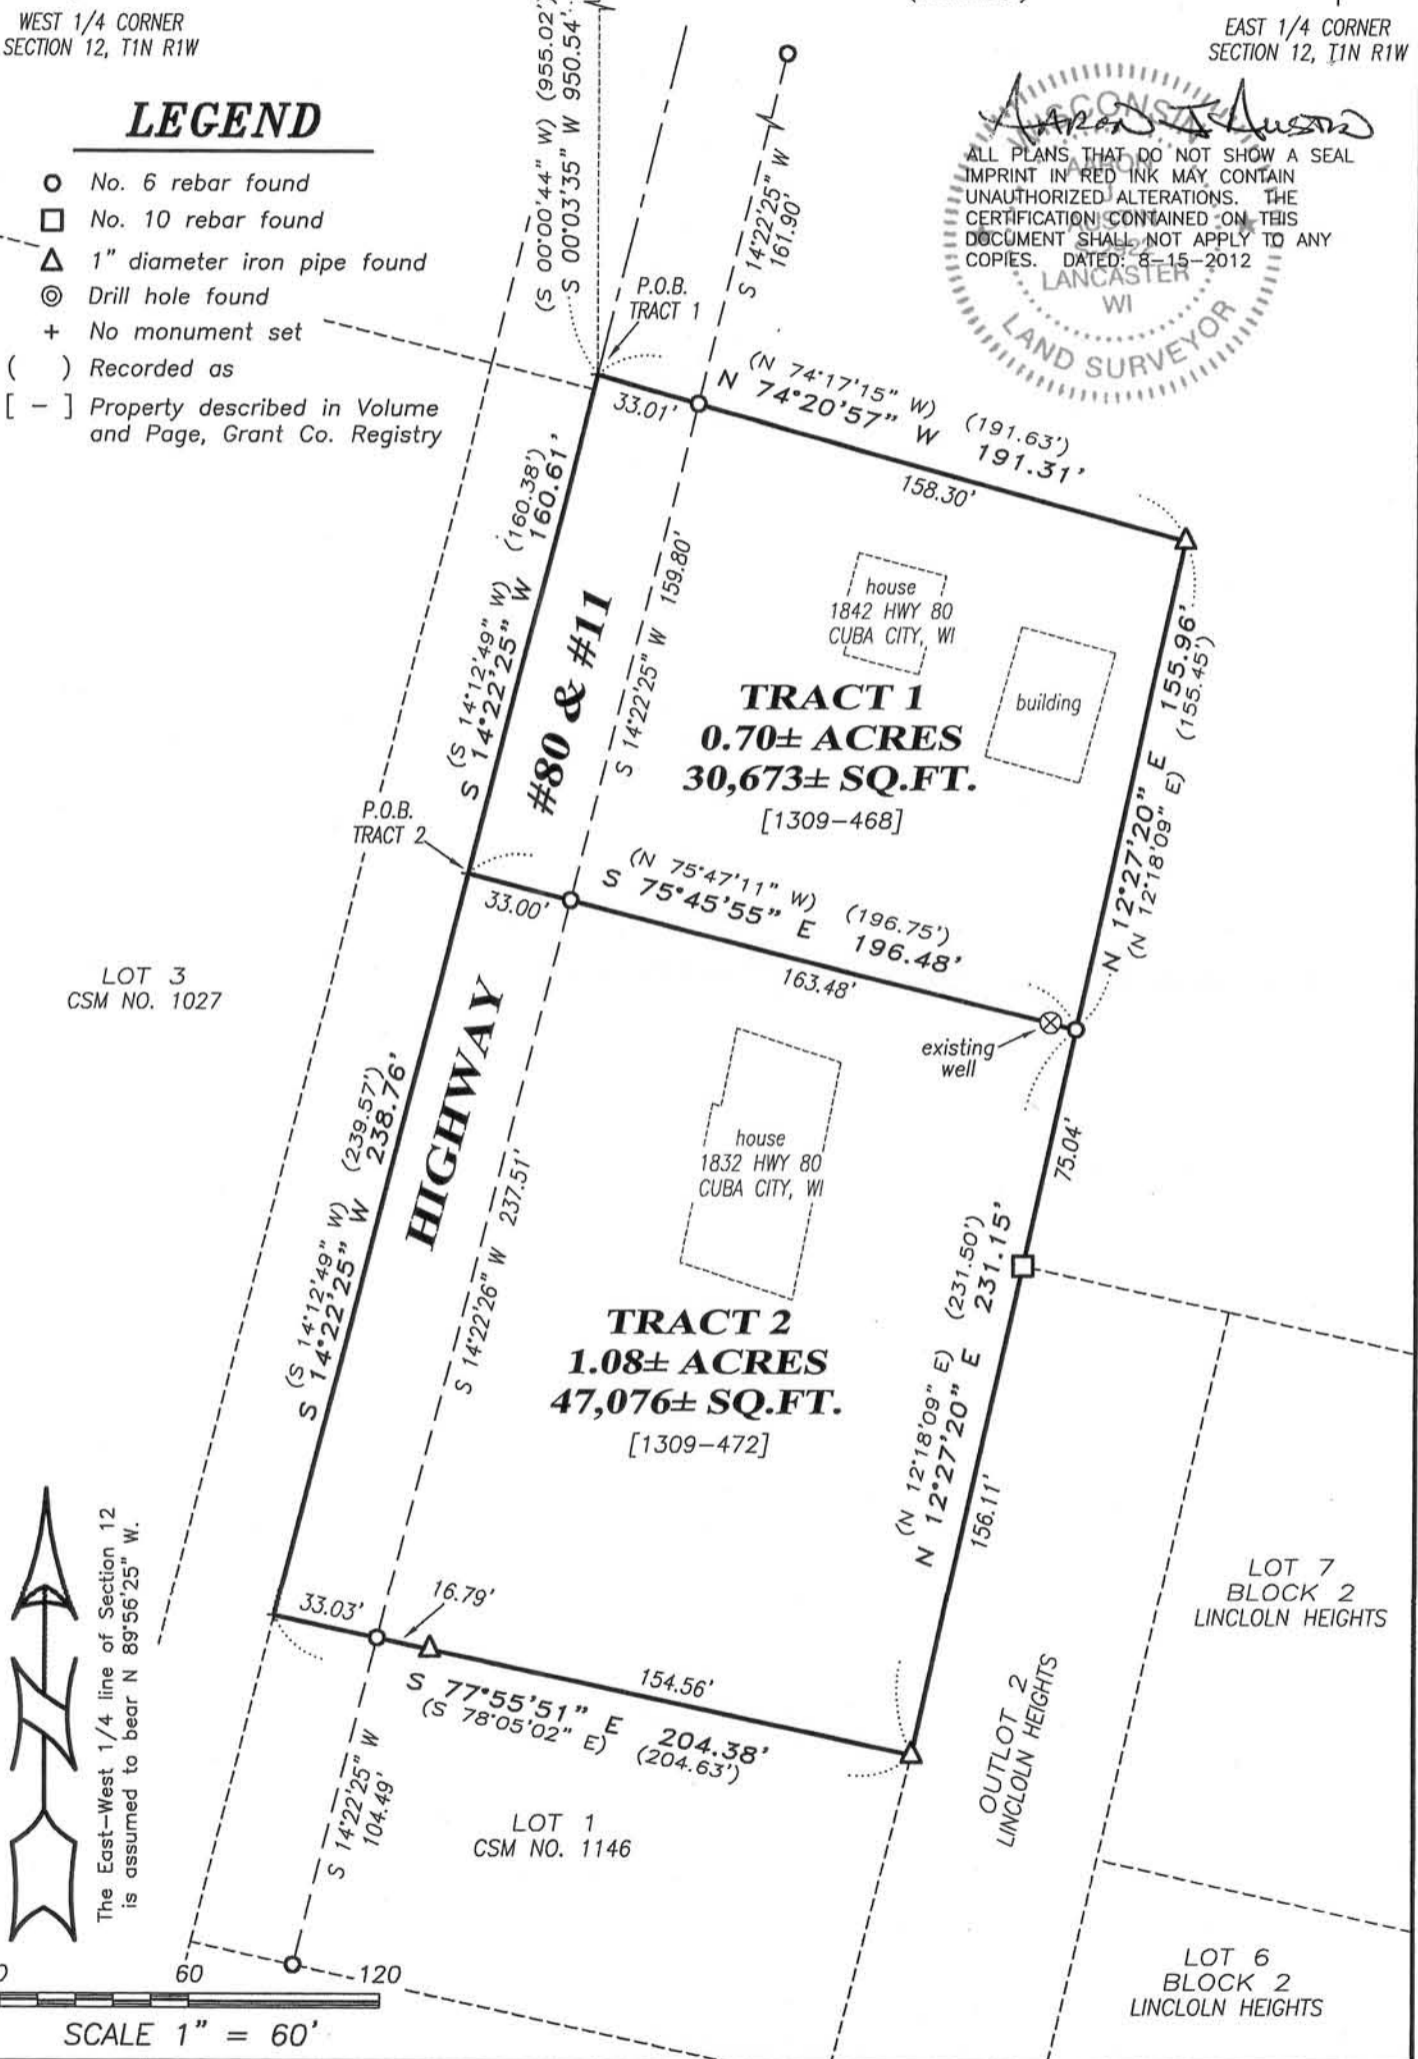 WEST 1/4 CORNER
SECTION 12, T1N R1W
(S 00°00'44" W) (955.02')
S 00°03'35" W 950.54'
EAST 1/4 CORNER
SECTION 12, T1N R1W
LEGEND
No. 6 rebar found
No. 10 rebar found
1" diameter iron pipe found
Drill hole found
+ No monument set
( ) Recorded as
[ - ] Property described in Volume
and Page, Grant Co. Registry
AARON J AUSTIN
ALL PLANS THAT DO NOT SHOW A SEAL
IMPRINT IN RED INK MAY CONTAIN
UNAUTHORIZED ALTERATIONS. THE
CERTIFICATION CONTAINED ON THIS
DOCUMENT SHALL NOT APPLY TO ANY
COPIES. DATED: 8-15-2012
WISCONSIN
AARON
J
AUSTIN
LANCASTER
WI
LAND SURVEYOR
S 14°22'25" W
161.90'
P.O.B.
TRACT 1
33.01'
(N 74°17'15" W) (191.63')
N 74°20'57" W 191.31'
158.30'
(S 14°12'49" W) (160.38')
S 14°22'25" W 160.61'
#80 & #11
S 14°22'25" W 159.80'
house
1842 HWY 80
CUBA CITY, WI
building
TRACT 1
0.70± ACRES
30,673± SQ.FT.
[1309-468]
N 12°27'20" E 155.96'
(N 12°18'09" E) (155.45')
P.O.B.
TRACT 2
33.00'
(N 75°47'11" W) (196.75')
S 75°45'55" E 196.48'
163.48'
existing
well
LOT 3
CSM NO. 1027
HIGHWAY
(S 14°12'49" W) (239.57')
S 14°22'25" W 238.76'
S 14°22'26" W 237.51'
house
1832 HWY 80
CUBA CITY, WI
75.04'
TRACT 2
1.08± ACRES
47,076± SQ.FT.
[1309-472]
(N 12°18'09" E) (231.50')
N 12°27'20" E 231.15'
156.11'
The East-West 1/4 line of Section 12
is assumed to bear N 89°56'25" W.
33.03'
16.79'
154.56'
S 77°55'51" E 204.38'
(S 78°05'02" E) (204.63')
S 14°22'25" W
104.49'
LOT 1
CSM NO. 1146
OUTLOT 2
LINCLOLN HEIGHTS
LOT 7
BLOCK 2
LINCLOLN HEIGHTS
LOT 6
BLOCK 2
LINCLOLN HEIGHTS
60 120
SCALE 1" = 60'